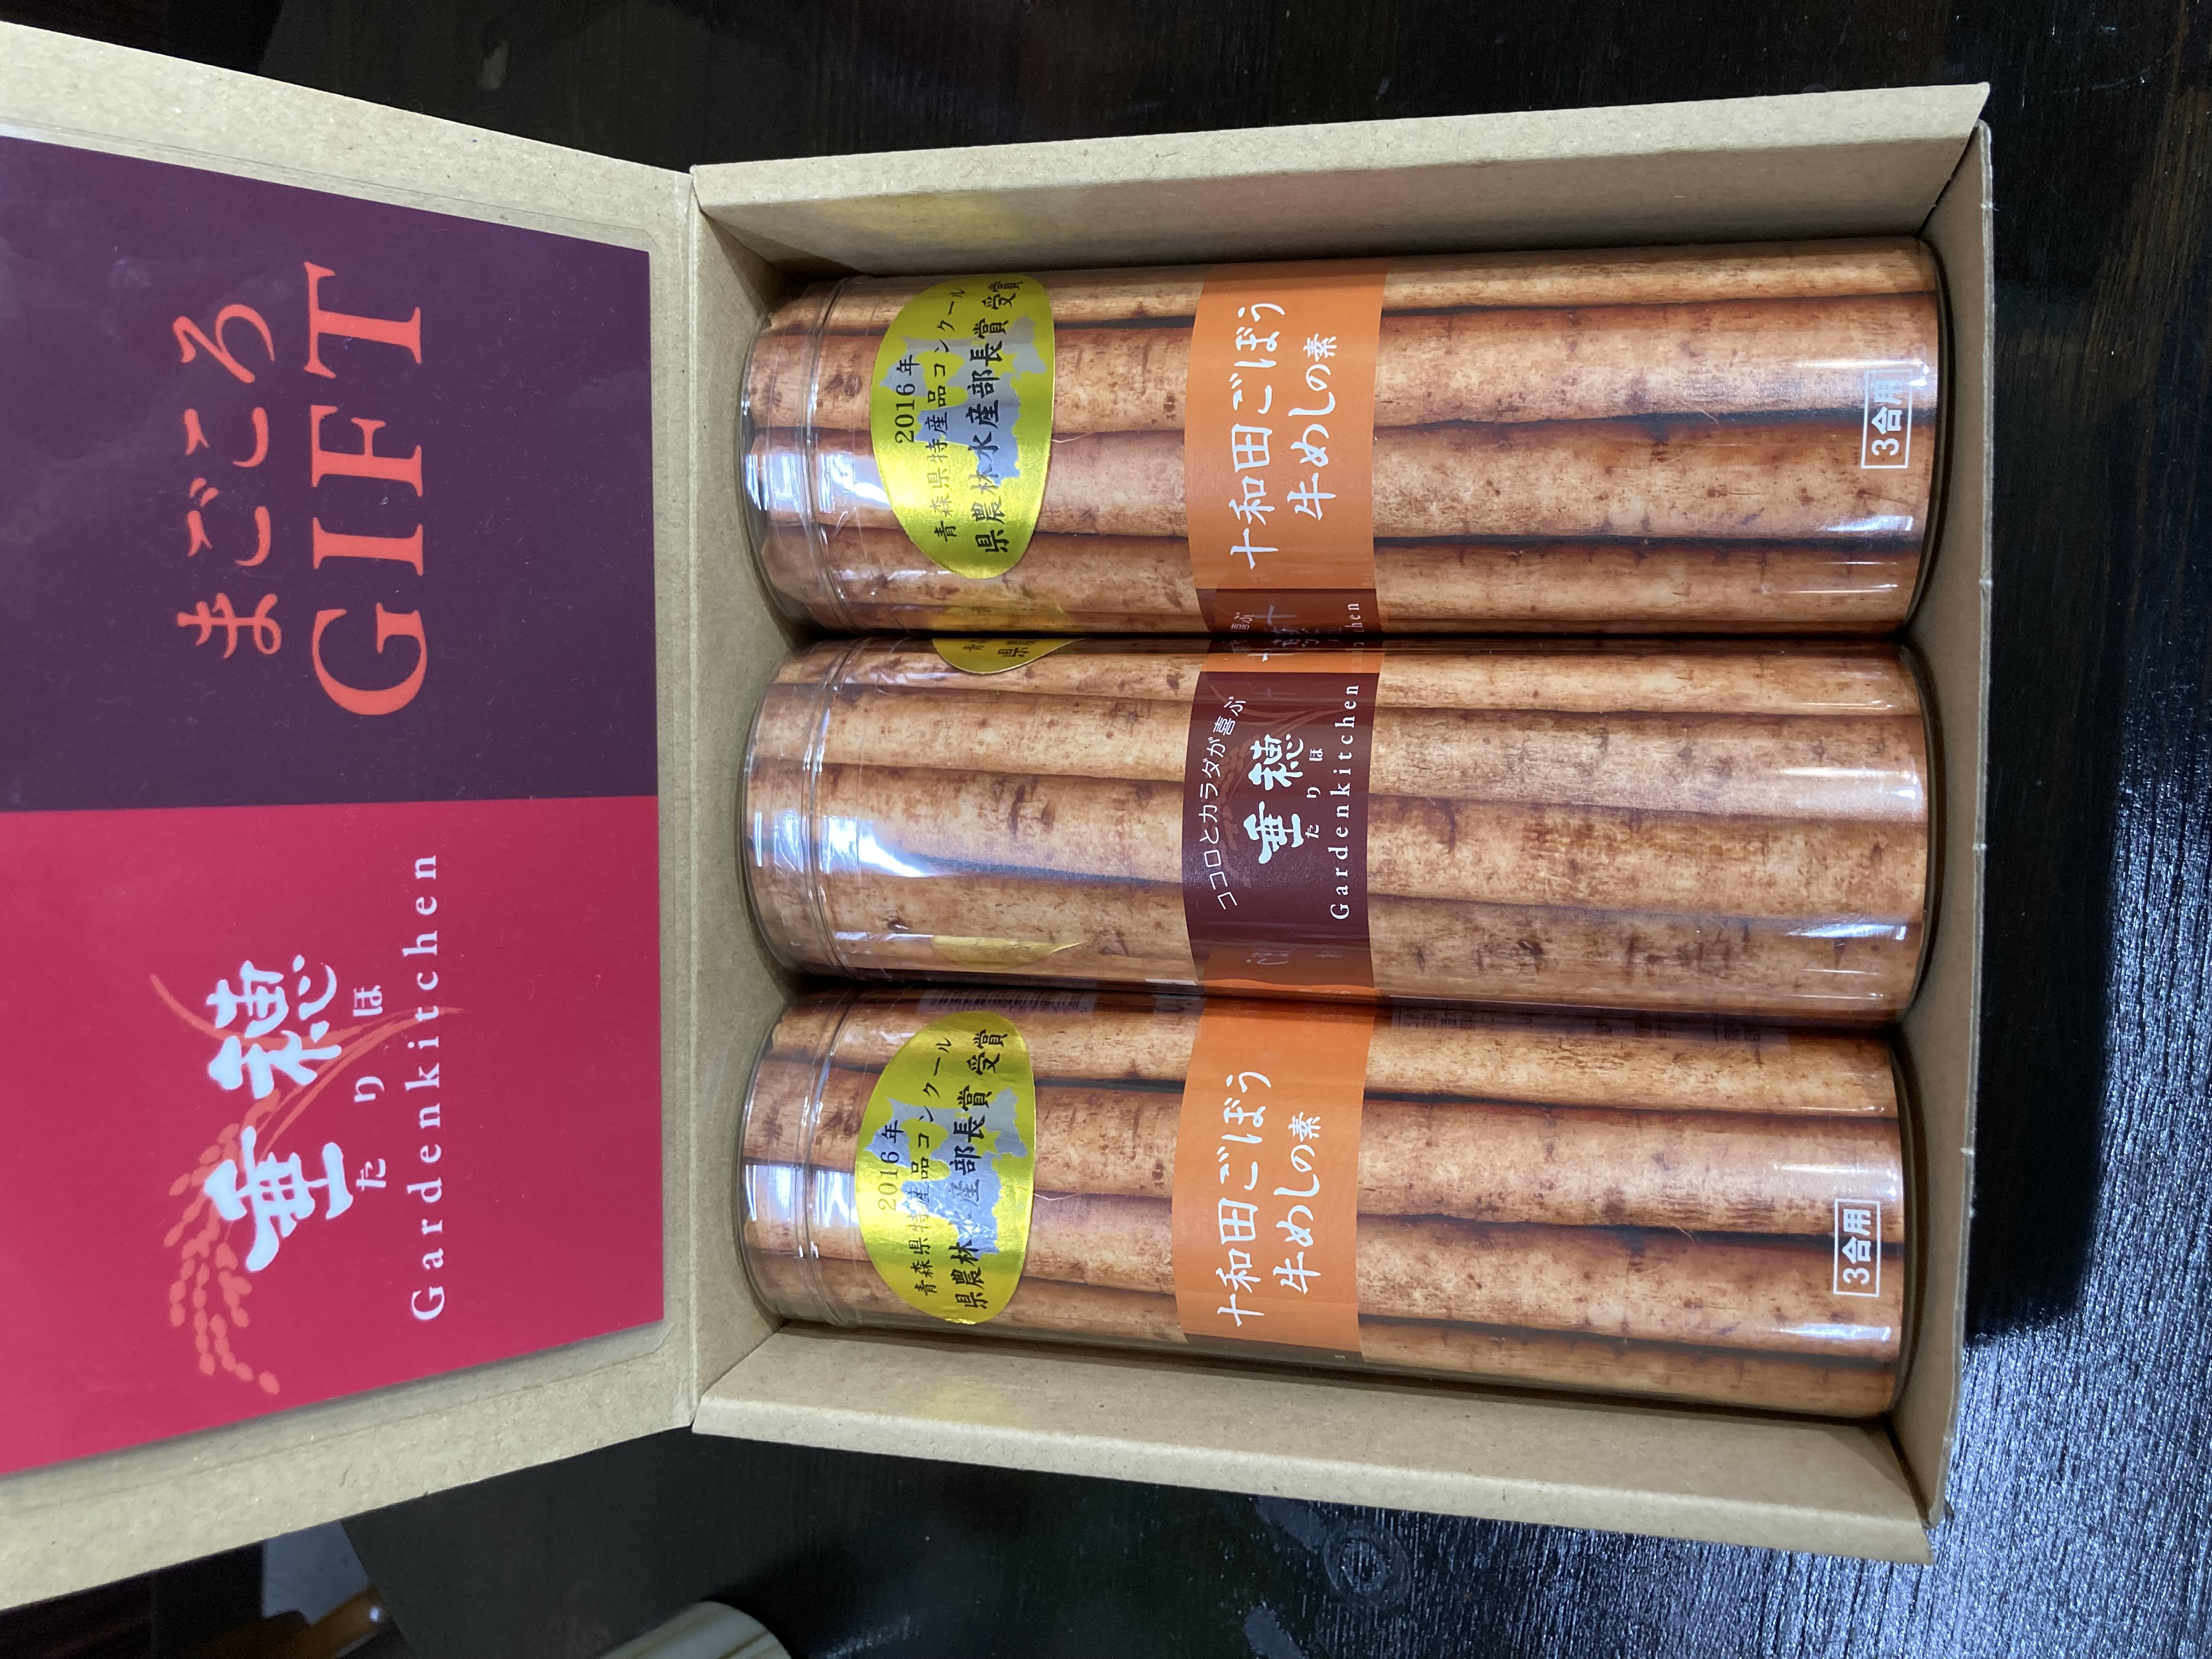 まごころ
GIFT
垂穂
たりほ
Gardenkitchen
2016年
青森県特産品コンクール
県農林水産部長賞受賞
十和田ごぼう
牛めしの素
3合用
ココロとカラダが喜ぶ
垂穂
たりほ
Gardenkitchen
2016年
青森県特産品コンクール
県農林水産部長賞受賞
十和田ごぼう
牛めしの素
3合用